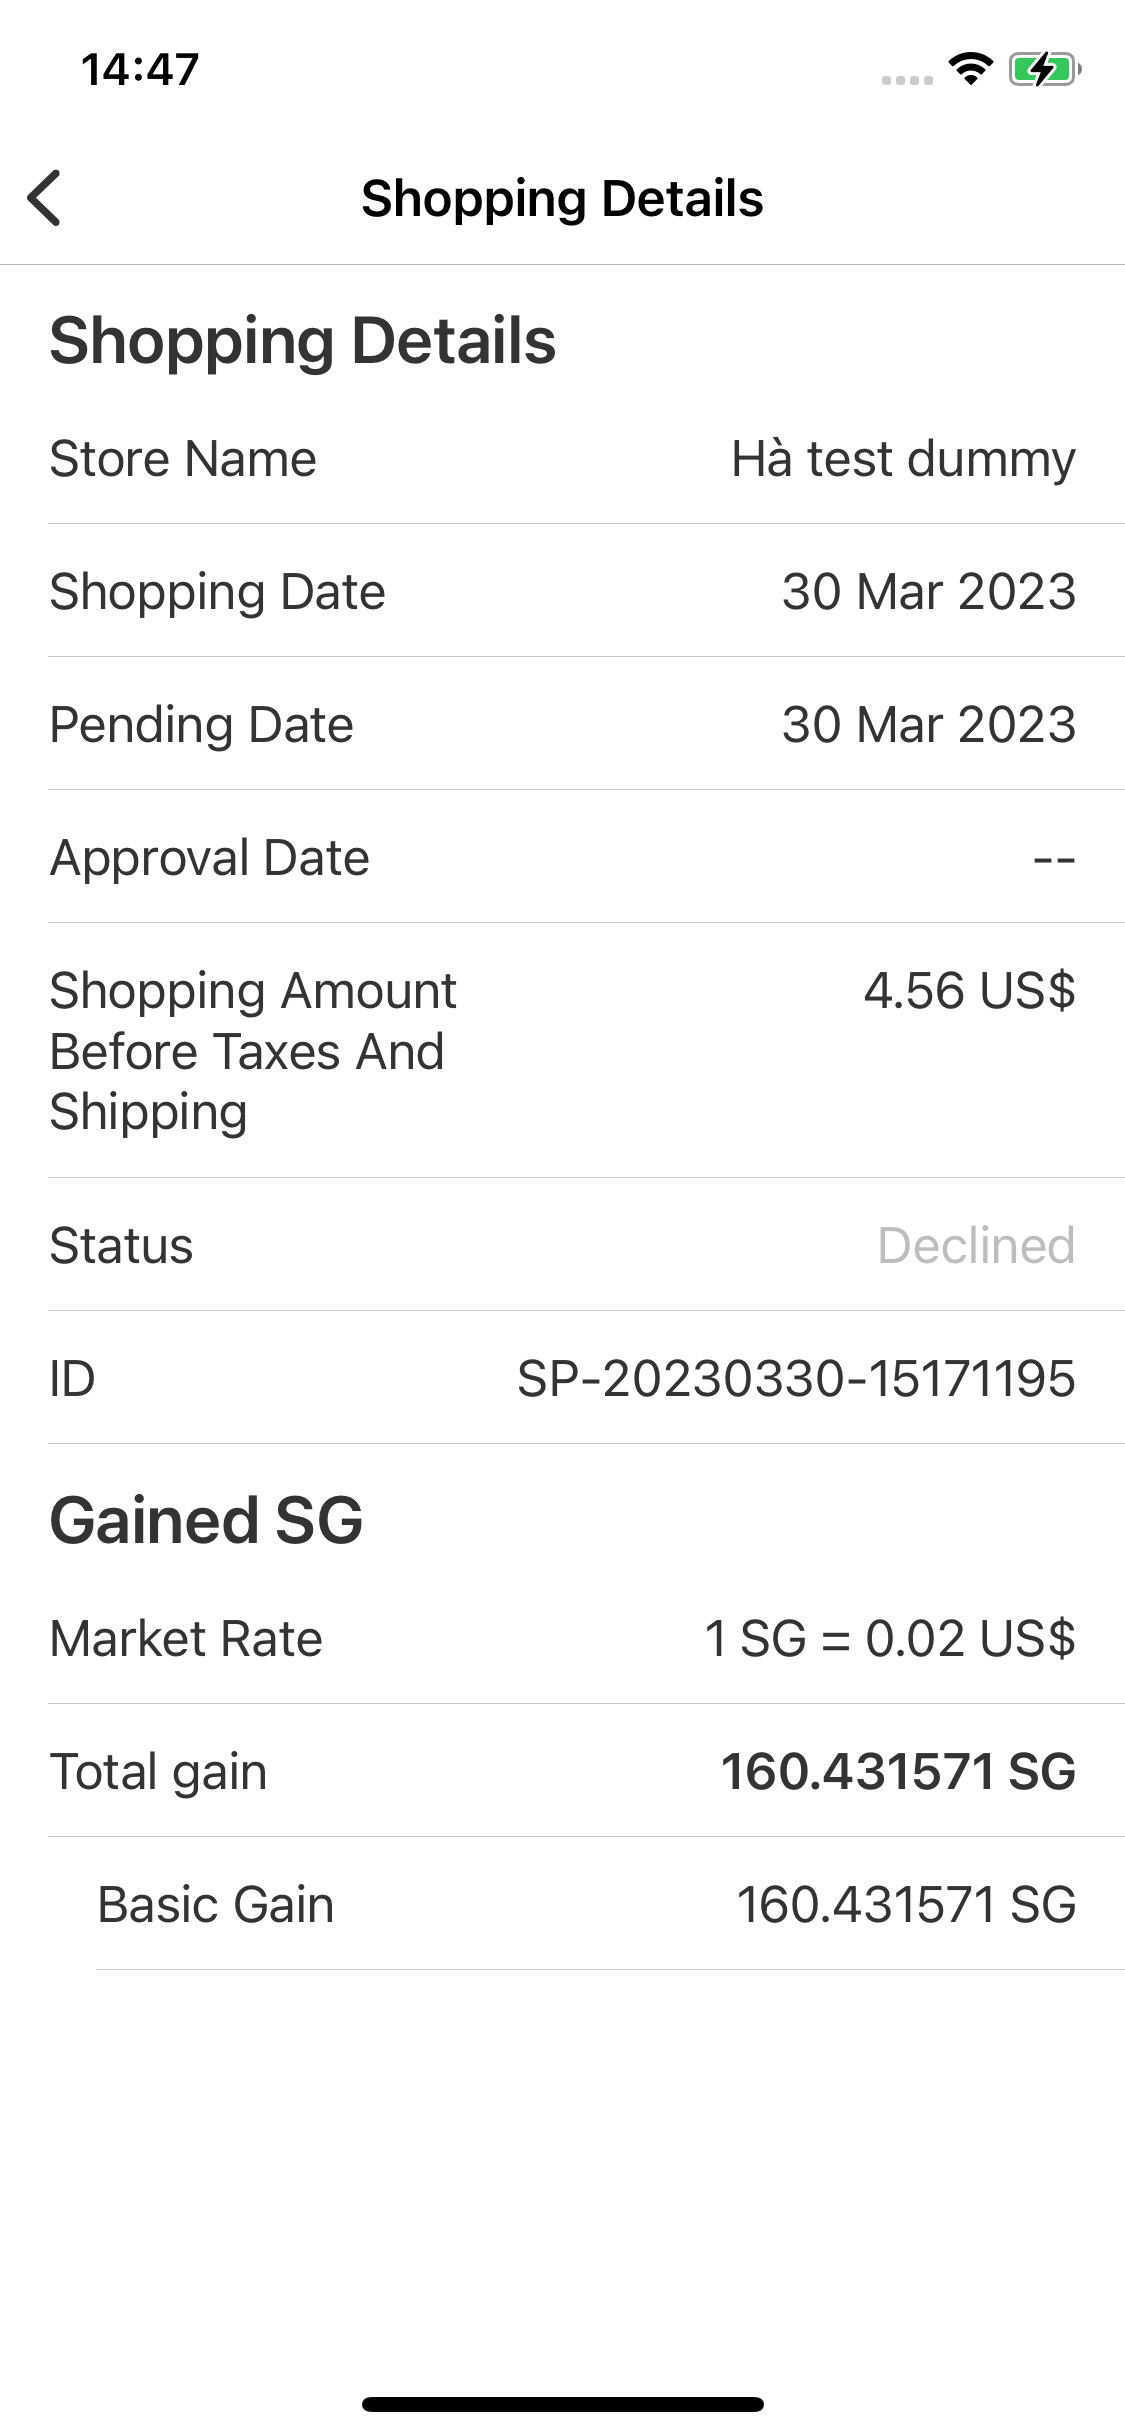 14:47
Shopping Details
Shopping Details
Store Name Hà test dummy
Shopping Date 30 Mar 2023
Pending Date 30 Mar 2023
Approval Date --
Shopping Amount 4.56 US$
Before Taxes And
Shipping
Status Declined
ID SP-20230330-15171195
Gained SG
Market Rate 1 SG = 0.02 US$
Total gain 160.431571 SG
Basic Gain 160.431571 SG